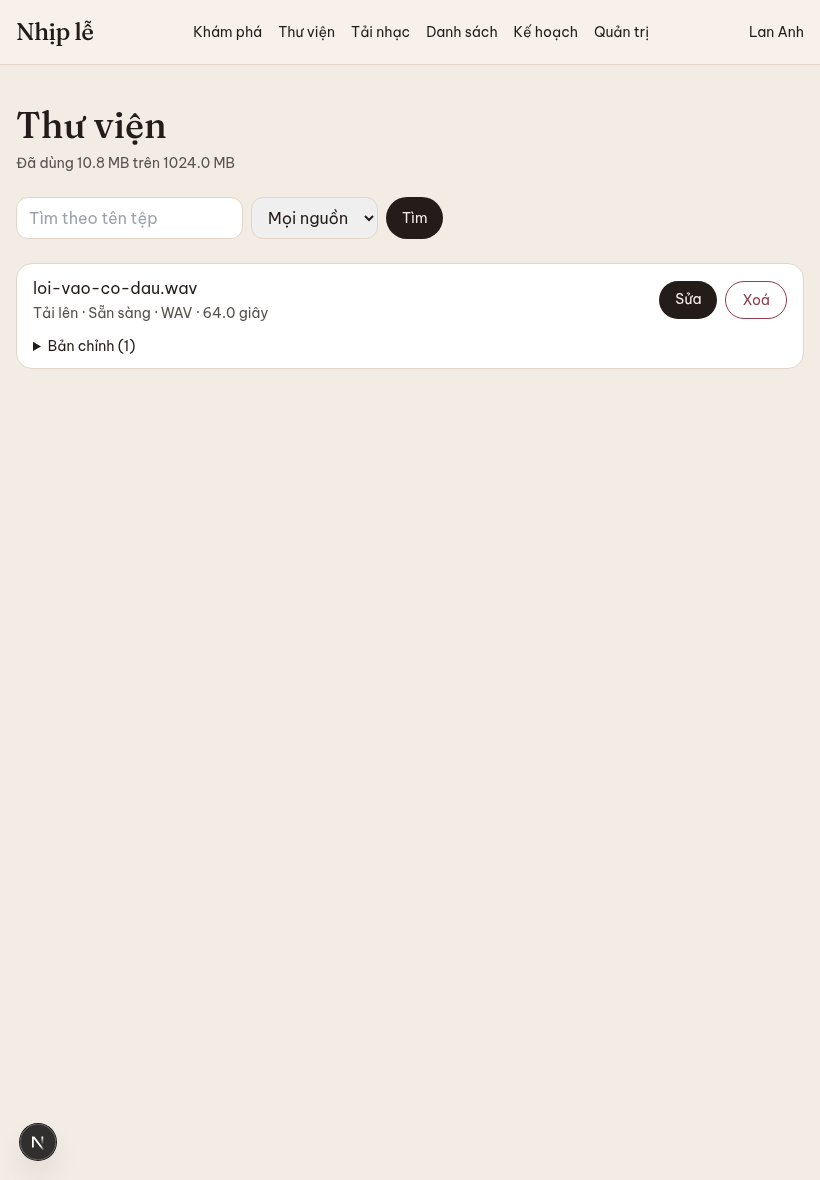 Nhịp lễ
Khám phá Thư viện Tải nhạc Danh sách Kế hoạch Quản trị
Lan Anh
Thư viện
Đã dùng 10.8 MB trên 1024.0 MB
Tìm theo tên tệp
Mọi nguồn
Tìm
loi-vao-co-dau.wav
Tải lên · Sẵn sàng · WAV · 64.0 giây
Sửa
Xoá
Bản chỉnh (1)
N